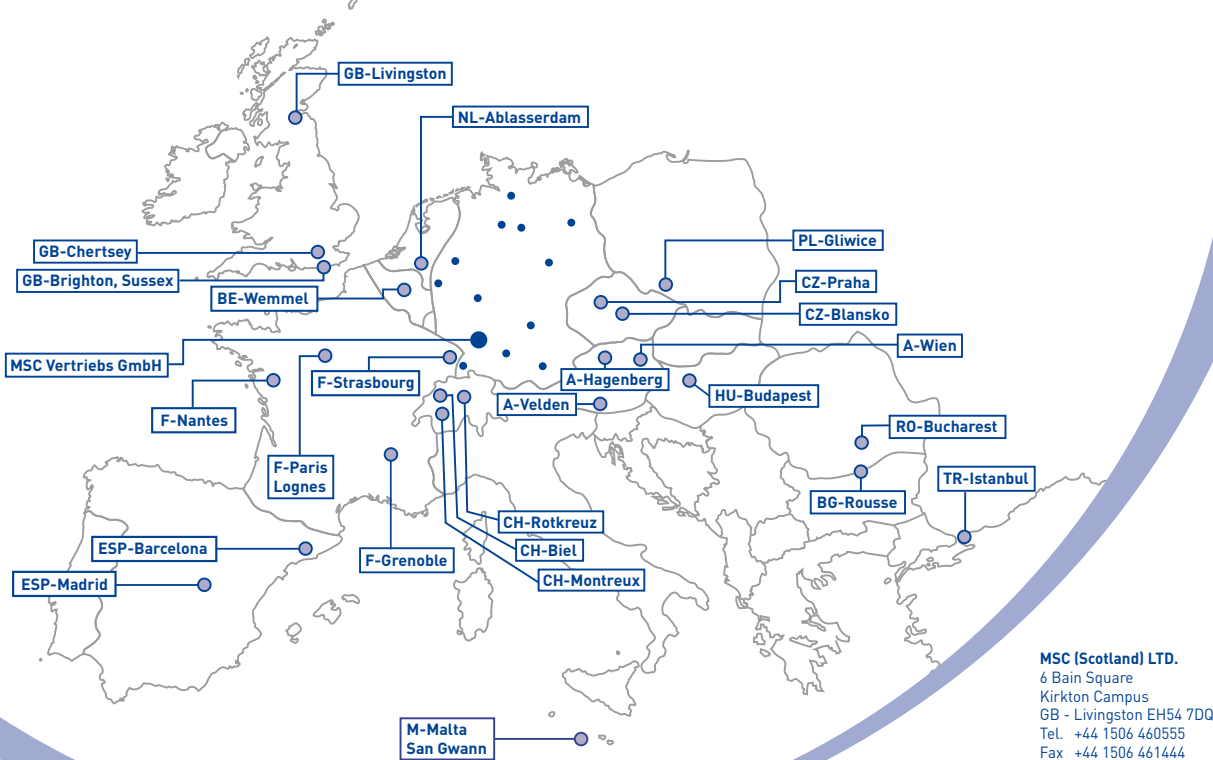 GB-Livingston
NL-Ablasserdam
GB-Chertsey
GB-Brighton, Sussex
BE-Wemmel
PL-Gliwice
CZ-Praha
CZ-Blansko
A-Wien
MSC Vertriebs GmbH
F-Strasbourg
A-Hagenberg
HU-Budapest
F-Nantes
A-Velden
RO-Bucharest
F-Paris
Lognes
TR-Istanbul
BG-Rousse
CH-Rotkreuz
ESP-Barcelona
CH-Biel
F-Grenoble
CH-Montreux
ESP-Madrid
M-Malta
San Gwann
MSC (Scotland) LTD.
6 Bain Square
Kirkton Campus
GB - Livingston EH54 7DQ
Tel. +44 1506 460555
Fax +44 1506 461444